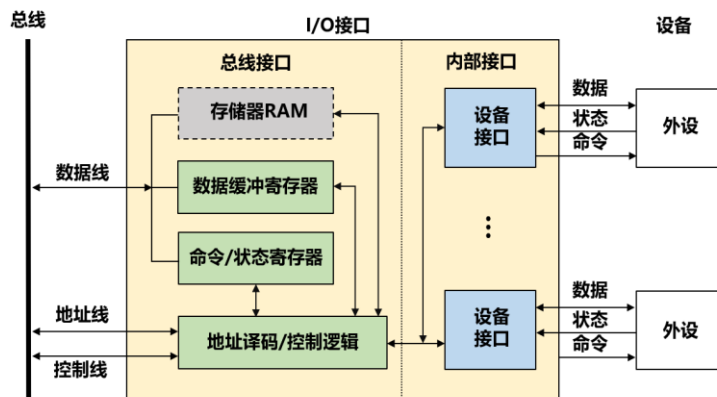 总线
I/O接口
设备
总线接口
内部接口
存储器RAM
设备
接口
数据
状态
命令
外设
数据线
数据缓冲寄存器
命令/状态寄存器
地址线
地址译码/控制逻辑
控制线
设备
接口
数据
状态
命令
外设